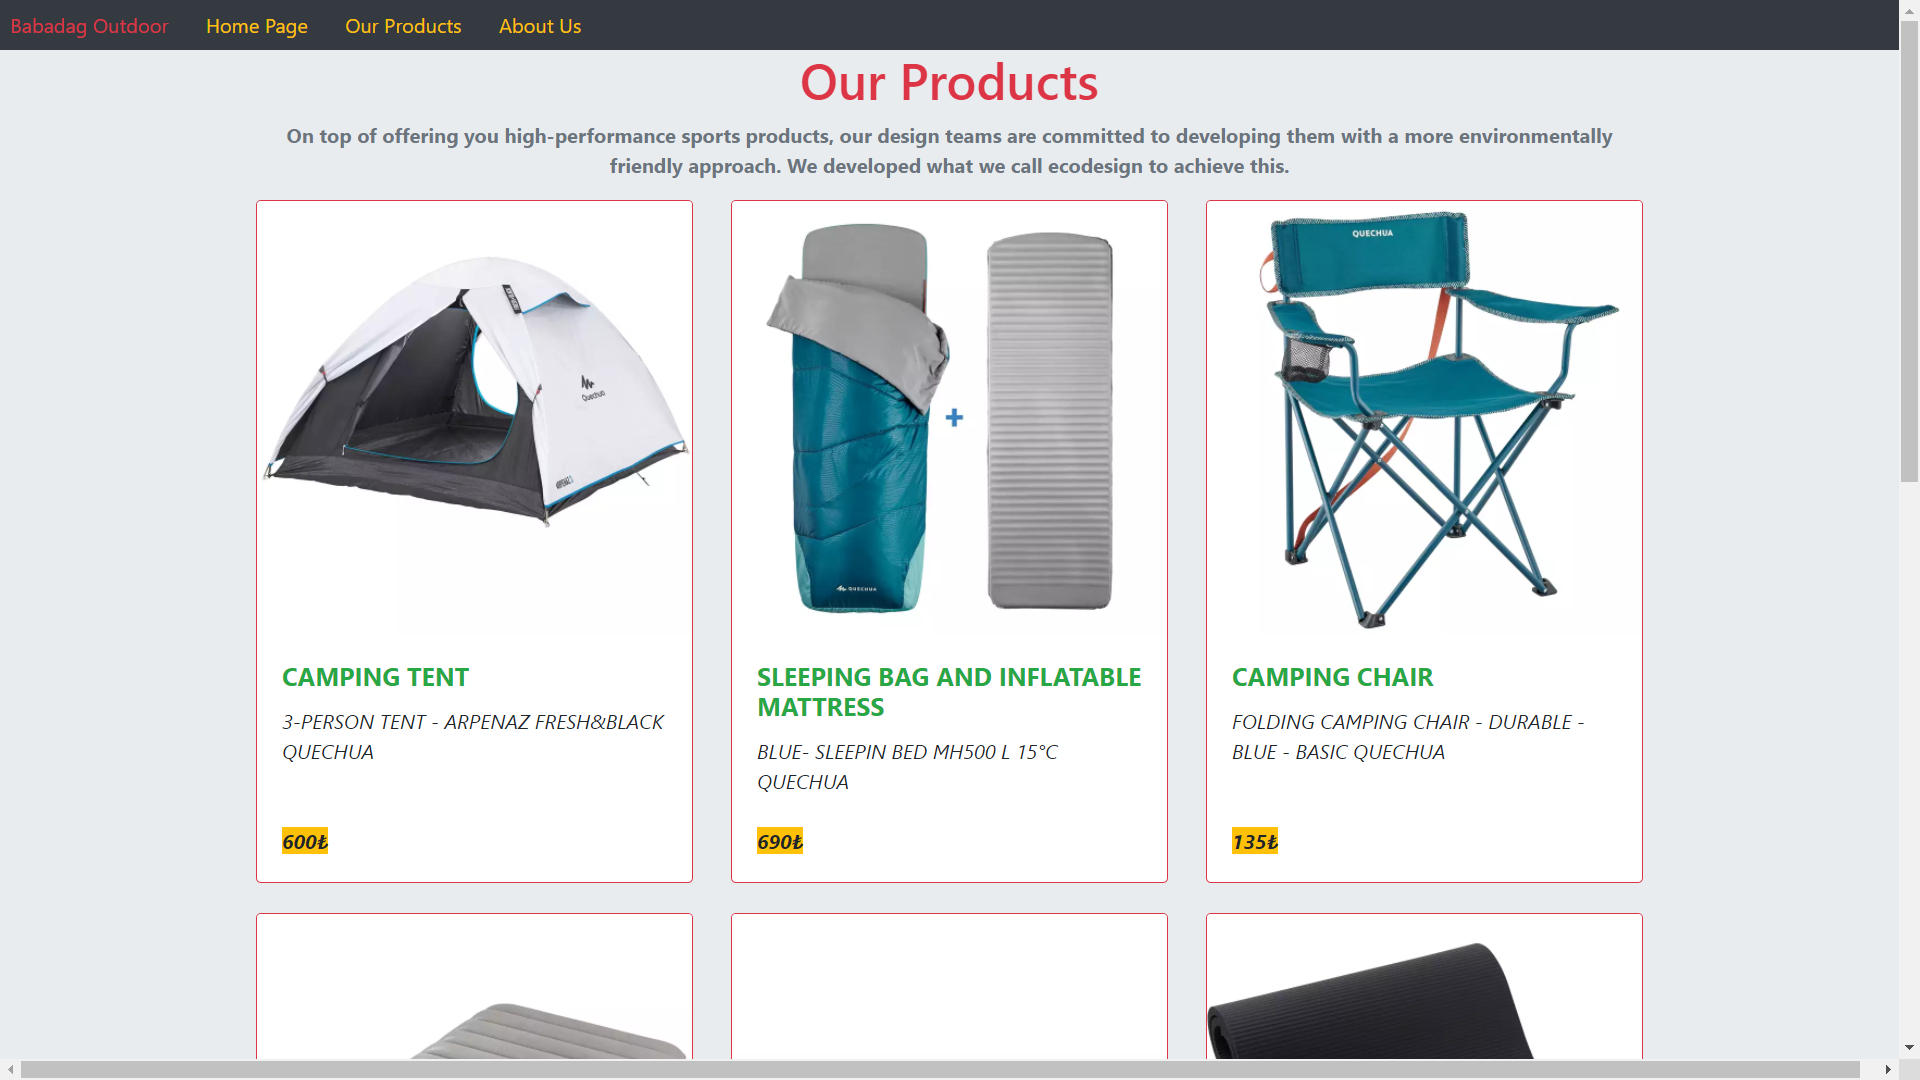 Babadag Outdoor Home Page Our Products About Us
Our Products
On top of offering you high-performance sports products, our design teams are committed to developing them with a more environmentally
friendly approach. We developed what we call ecodesign to achieve this.
Quechua
ARPENAZ 3
QUECHUA
QUECHUA
CAMPING TENT
3-PERSON TENT - ARPENAZ FRESH&BLACK
QUECHUA
600₺
SLEEPING BAG AND INFLATABLE
MATTRESS
BLUE- SLEEPIN BED MH500 L 15°C
QUECHUA
690₺
CAMPING CHAIR
FOLDING CAMPING CHAIR - DURABLE -
BLUE - BASIC QUECHUA
135₺